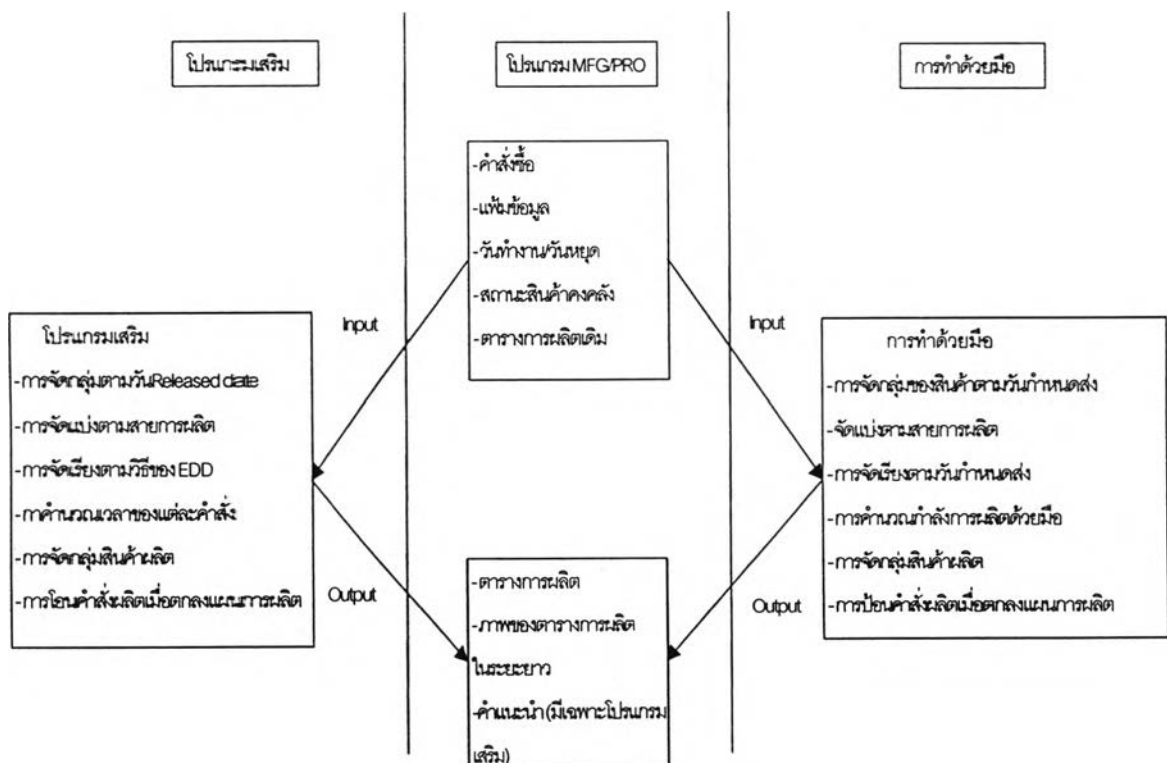 โปรแกรมเสริม
โปรแกรม MFG/PRO
การทำด้วยมือ
-คำสั่งซื้อ
-แฟ้มข้อมูล
-วันทำงาน/วันหยุด
-สถานะสินค้าคงคลัง
-ตารางการผลิตเดิม
Input
Input
โปรแกรมเสริม
-การจัดกลุ่มตามวันReleased date
-การจัดแบ่งตามสายการผลิต
-การจัดเรียงตามวิธีของ EDD
-กาคำนวณเวลาของแต่ละคำสั่ง
-การจัดกลุ่มสินค้าผลิต
-การโอนคำสั่งผลิตเมื่อตกลงแผนการผลิต
การทำด้วยมือ
-การจัดกลุ่มของสินค้าตามวันกำหนดส่ง
-จัดแบ่งตามสายการผลิต
-การจัดเรียงตามวันกำหนดส่ง
-การคำนวณกำลังการผลิตด้วยมือ
-การจัดกลุ่มสินค้าผลิต
-การป้อนคำสั่งผลิตเมื่อตกลงแผนการผลิต
Output
Output
-ตารางการผลิต
-ภาพของตารางการผลิต
ในระยะยาว
-คำแนะนำ (มีเฉพาะโปรแกรม
เสริม)